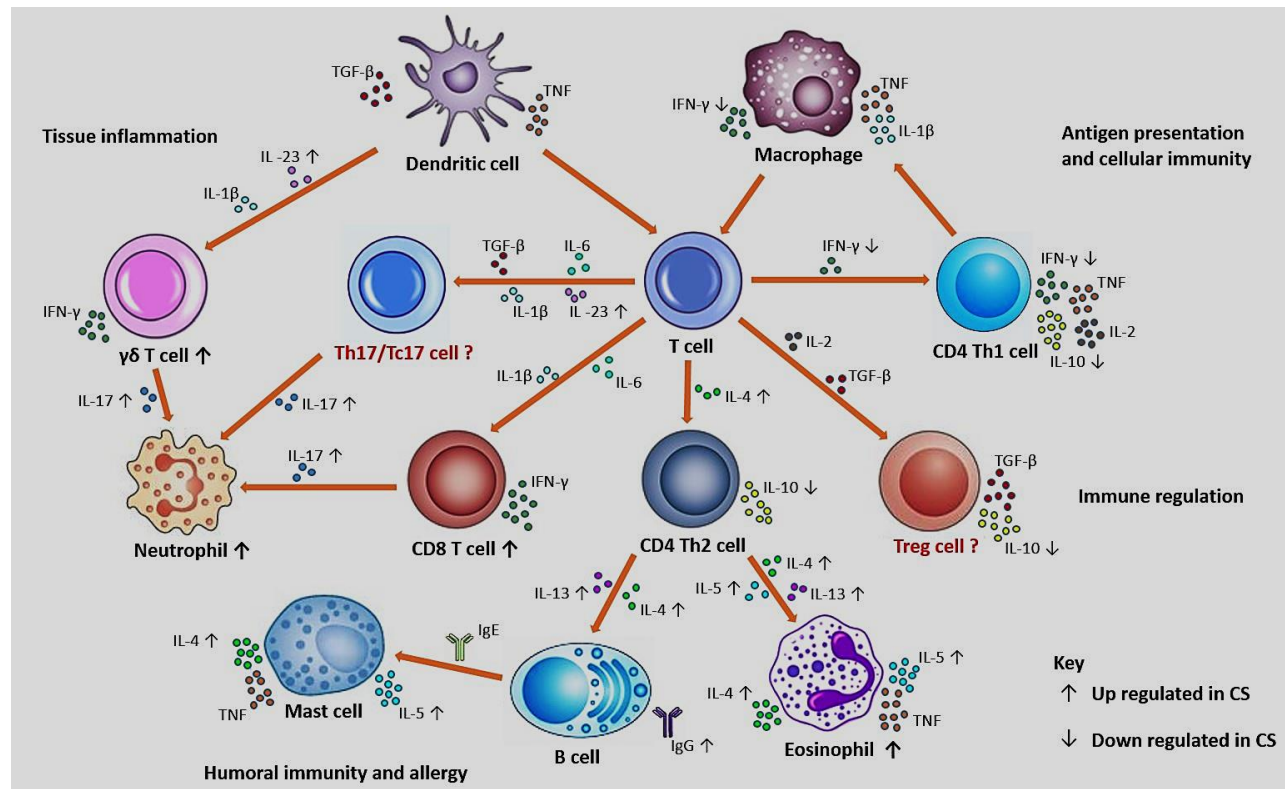 TGF-β
TNF
Dendritic cell
IFN-γ ↓
TNF
IL-1β
Macrophage
Tissue inflammation
Antigen presentation
and cellular immunity
IL -23 ↑
IL-1β
TGF-β
IL-6
IL-1β
IL -23 ↑
IFN-γ ↓
IFN-γ ↓
TNF
IL-2
IL-10 ↓
CD4 Th1 cell
IFN-γ
γδ T cell ↑
Th17/Tc17 cell ?
T cell
IL-17 ↑
IL-17 ↑
IL-1β
IL-6
IL-4 ↑
IL-2
TGF-β
IL-17 ↑
IFN-γ
IL-10 ↓
TGF-β
IL-10 ↓
Immune regulation
Neutrophil ↑
CD8 T cell ↑
CD4 Th2 cell
Treg cell ?
IL-13 ↑
IL-4 ↑
IL-4 ↑
IL-5 ↑
IL-13 ↑
IL-4 ↑
TNF
IL-5 ↑
Mast cell
IgE
IgG ↑
B cell
IL-4 ↑
IL-5 ↑
TNF
Eosinophil ↑
Humoral immunity and allergy
Key
↑ Up regulated in CS
↓ Down regulated in CS